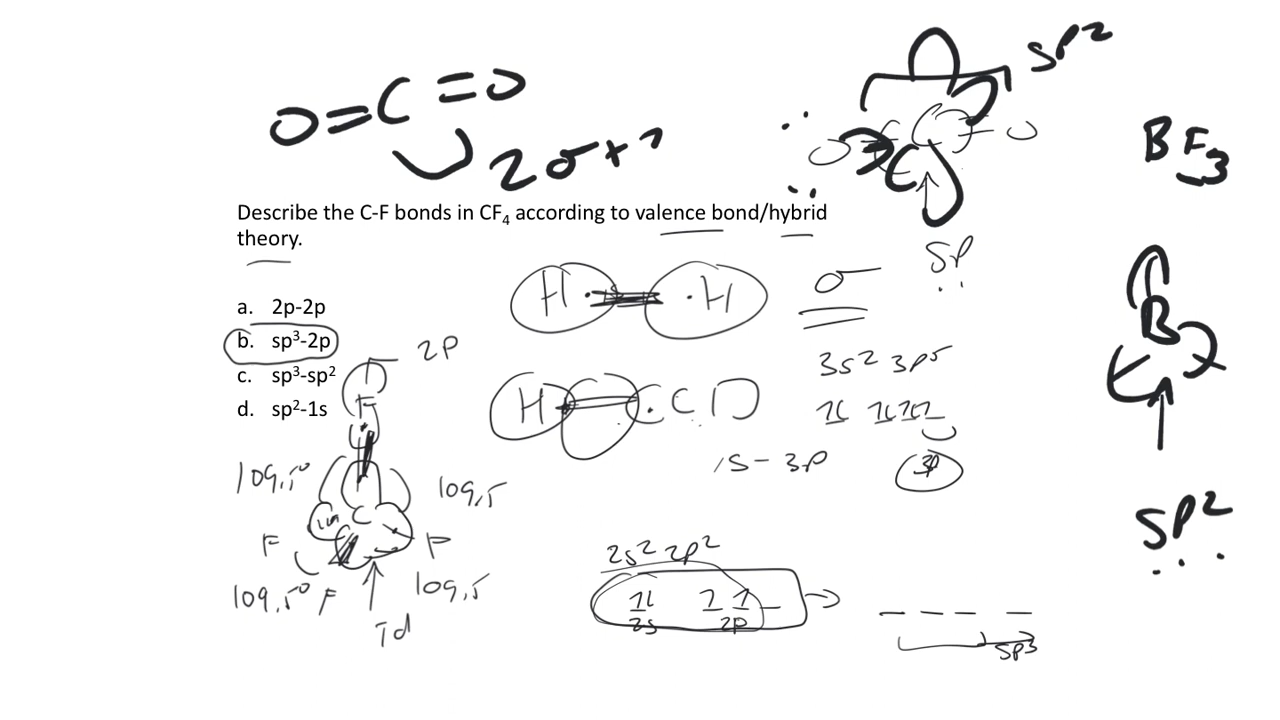 O=C=O
2σ+
SP²
O C O
BF₃
Describe the C-F bonds in CF₄ according to valence bond/hybrid
theory.
SP
H · · H
σ
B
a. 2p-2p
b. sp³-2p
c. sp³-sp²
d. sp²-1s
2P
F
H
3s² 3p⁵
1s-3p
3p
109.5°
109.5
C
F
F
109.5° F
109.5
Td
2s² 2p²
2s 2p
SP3
SP²